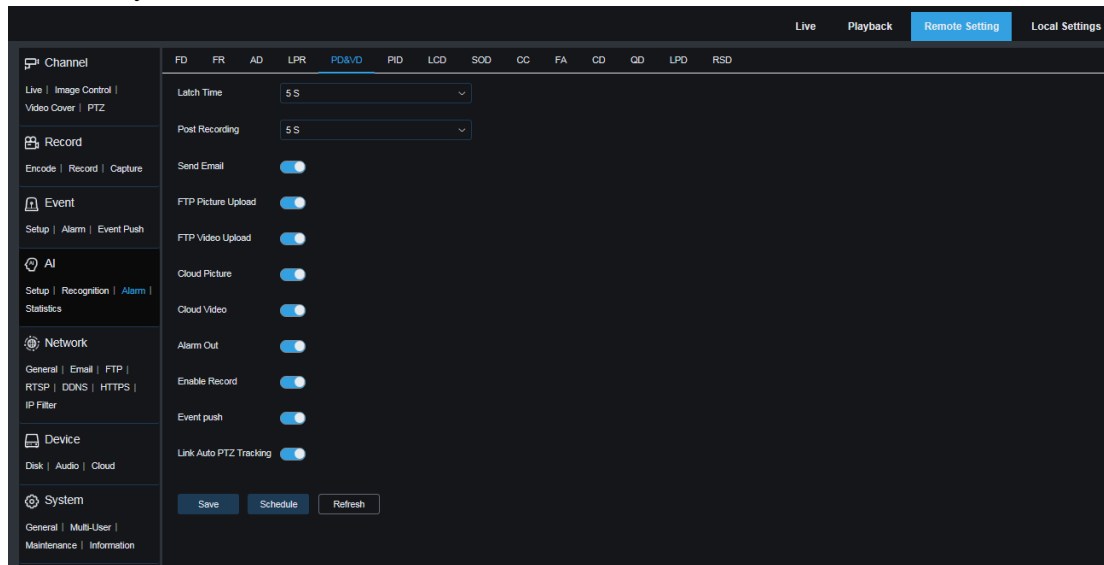 Live Playback Remote Setting Local Settings
Channel
Live | Image Control |
Video Cover | PTZ
Record
Encode | Record | Capture
Event
Setup | Alarm | Event Push
AI
Setup | Recognition | Alarm |
Statistics
Network
General | Email | FTP |
RTSP | DDNS | HTTPS |
IP Filter
Device
Disk | Audio | Cloud
System
General | Multi-User |
Maintenance | Information
FD FR AD LPR PD&VD PID LCD SOD CC FA CD QD LPD RSD
Latch Time 5 S
Post Recording 5 S
Send Email
FTP Picture Upload
FTP Video Upload
Cloud Picture
Cloud Video
Alarm Out
Enable Record
Event push
Link Auto PTZ Tracking
Save Schedule Refresh